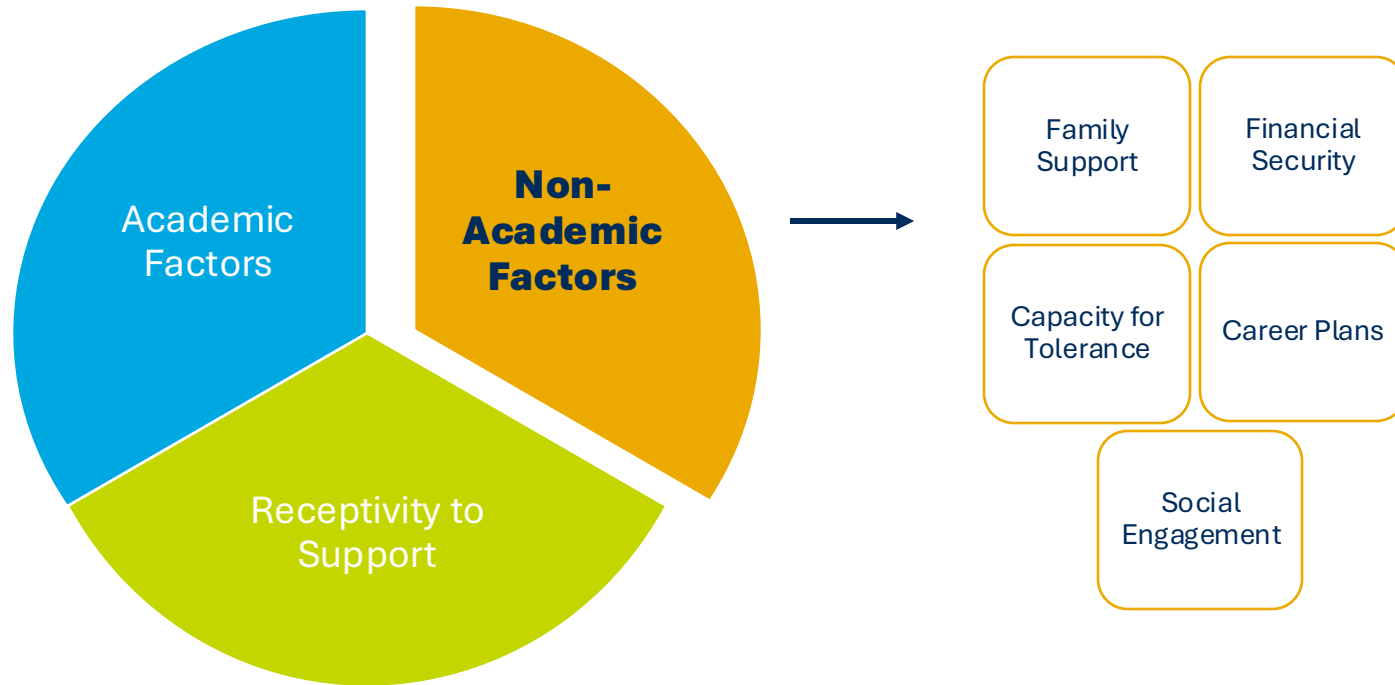 Academic
Factors
Non-
Academic
Factors
Receptivity to
Support
Family
Support
Financial
Security
Capacity for
Tolerance
Career Plans
Social
Engagement